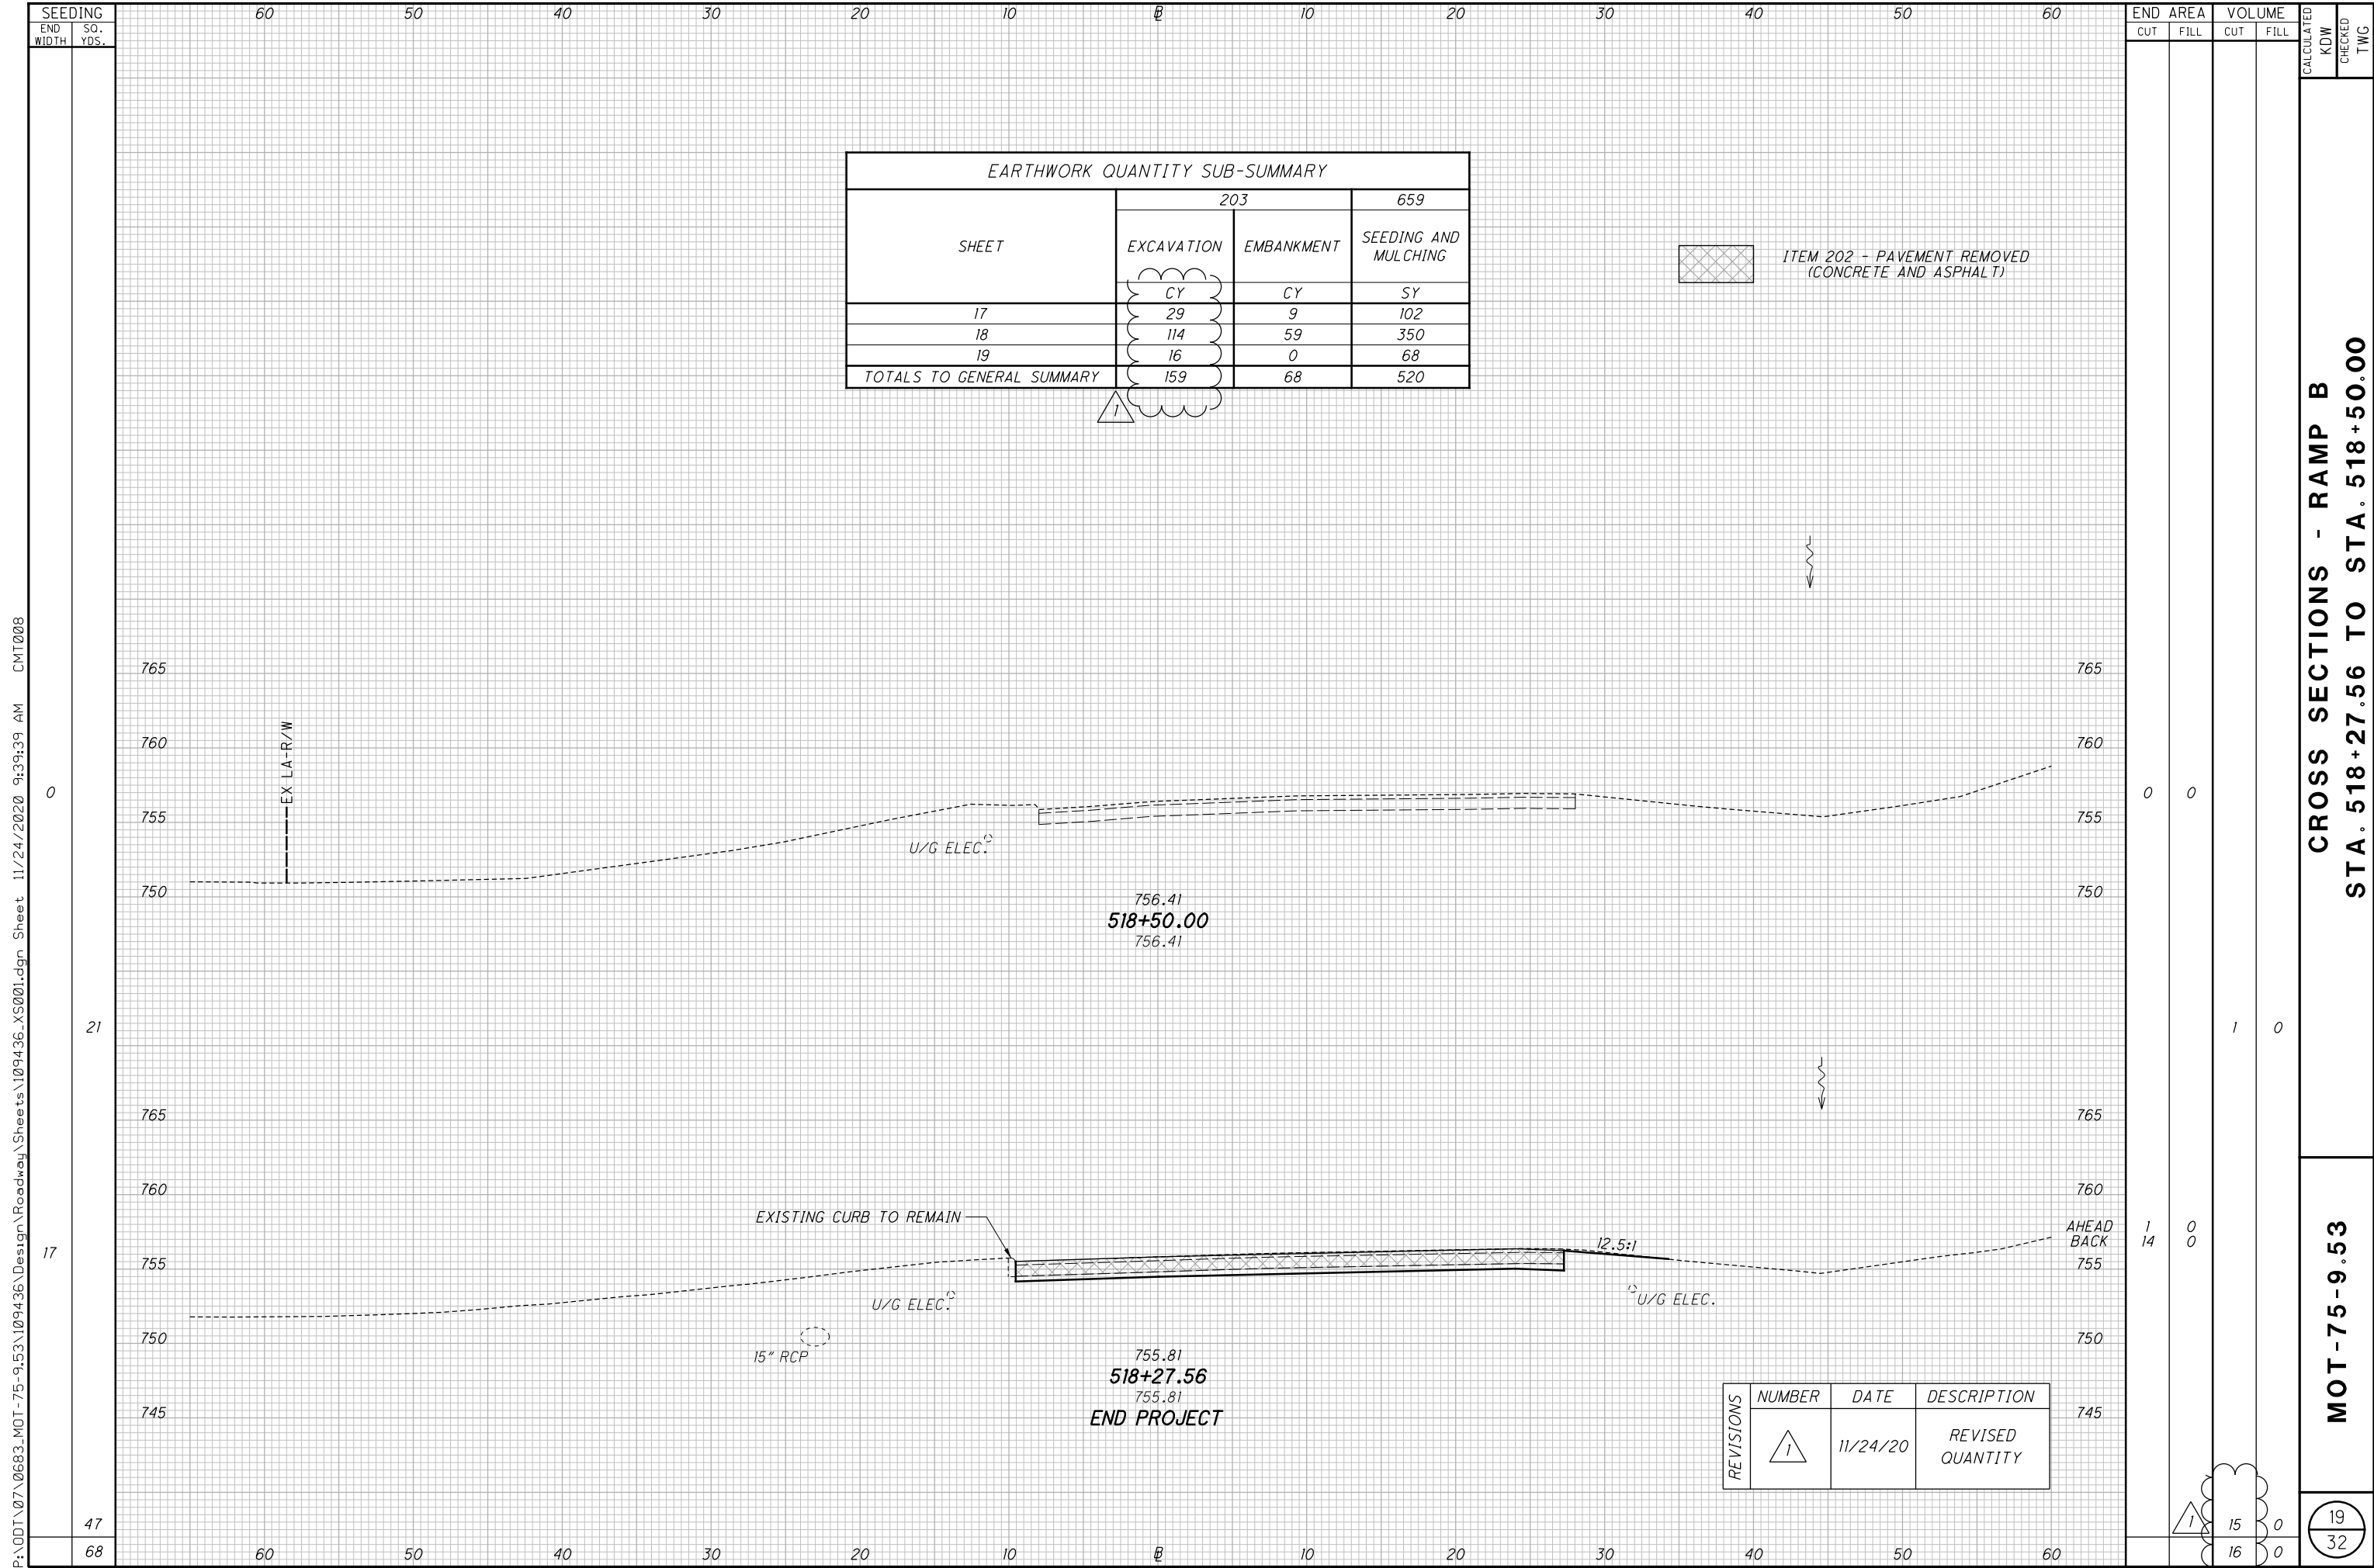 SEEDING
END WIDTH
SQ. YDS.
60 50 40 30 20 10 ⅊ 10 20 30 40 50 60
END AREA VOLUME
CUT FILL CUT FILL
CALCULATED
KDW
CHECKED
TWG
EARTHWORK QUANTITY SUB-SUMMARY
203 659
SHEET EXCAVATION EMBANKMENT SEEDING AND
MULCHING
CY CY SY
17 29 9 102
18 114 59 350
19 16 0 68
TOTALS TO GENERAL SUMMARY 159 68 520
1
ITEM 202 - PAVEMENT REMOVED
(CONCRETE AND ASPHALT)
CROSS SECTIONS - RAMP B
STA. 518+27.56 TO STA. 518+50.00
765 765
760 760
EX LA-R/W
0 0 0
755 755
U/G ELEC.
750 750
756.41
518+50.00
756.41
21 1 0
765 765
760 760
EXISTING CURB TO REMAIN
AHEAD 1 0
12.5:1
17 BACK 14 0
755 755
U/G ELEC. U/G ELEC.
750 750
15" RCP
755.81
518+27.56
755.81
END PROJECT
745 745
REVISIONS
NUMBER DATE DESCRIPTION
1 11/24/20 REVISED
QUANTITY
MOT-75-9.53
47 1 15 0
68 60 50 40 30 20 10 ⅊ 10 20 30 40 50 60 16 0
19
32
P:\ODT\07\0683_MOT-75-9.53\109436\Design\Roadway\Sheets\109436_XS001.dgn Sheet 11/24/2020 9:39:39 AM CMT008